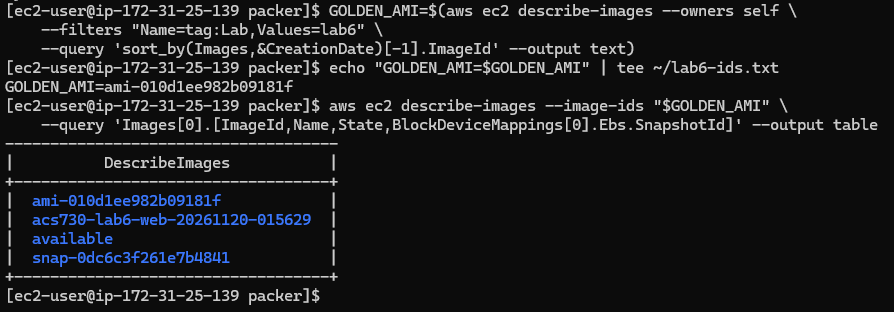 [ec2-user@ip-172-31-25-139 packer]$ GOLDEN_AMI=$(aws ec2 describe-images --owners self \
    --filters "Name=tag:Lab,Values=lab6" \
    --query 'sort_by(Images,&CreationDate)[-1].ImageId' --output text)
[ec2-user@ip-172-31-25-139 packer]$ echo "GOLDEN_AMI=$GOLDEN_AMI" | tee ~/lab6-ids.txt
GOLDEN_AMI=ami-010d1ee982b09181f
[ec2-user@ip-172-31-25-139 packer]$ aws ec2 describe-images --image-ids "$GOLDEN_AMI" \
    --query 'Images[0].[ImageId,Name,State,BlockDeviceMappings[0].Ebs.SnapshotId]' --output table
------------------------------------
|          DescribeImages          |
+----------------------------------+
|  ami-010d1ee982b09181f           |
|  acs730-lab6-web-20261120-015629 |
|  available                       |
|  snap-0dc6c3f261e7b4841          |
+----------------------------------+
[ec2-user@ip-172-31-25-139 packer]$